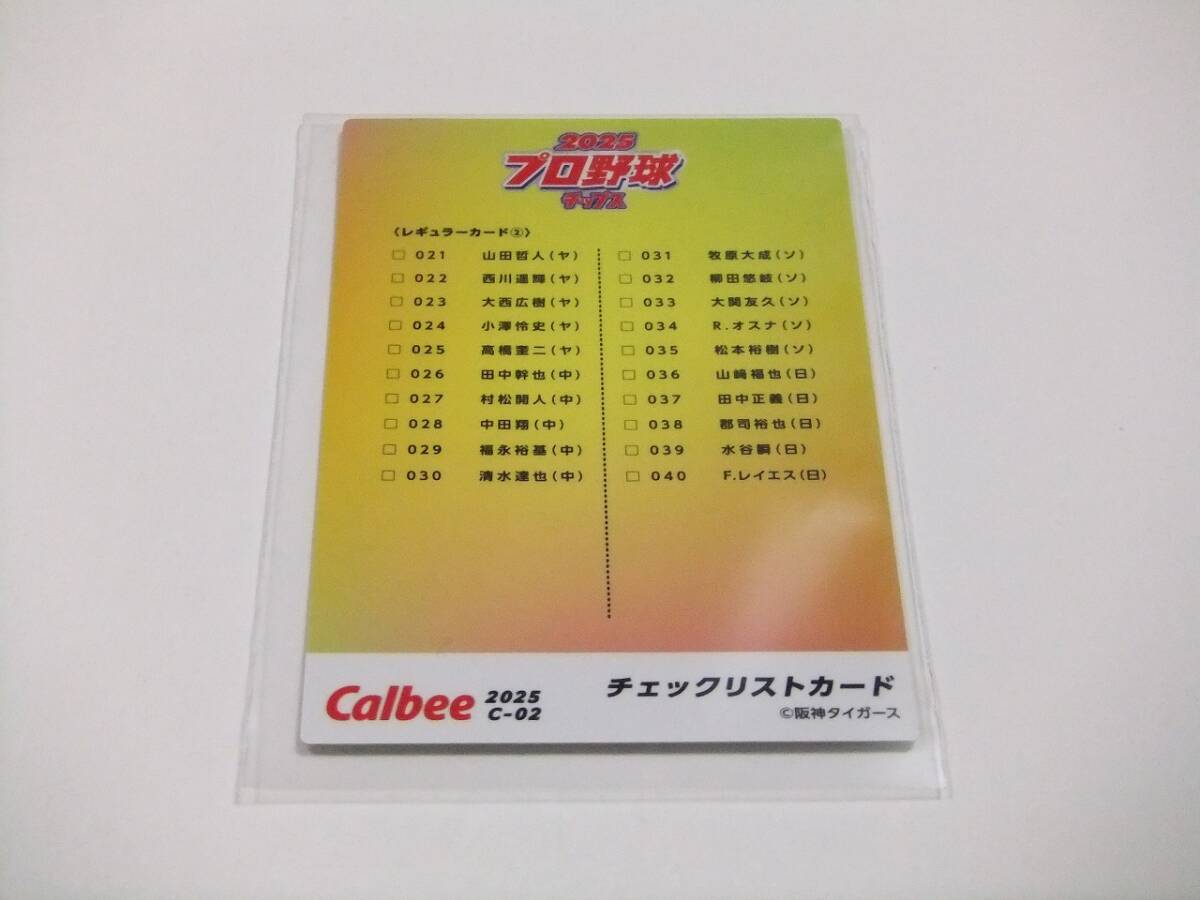 2025
プロ野球
チップス
〈レギュラーカード②〉
□ 021 山田哲人(ヤ)
□ 022 西川遥輝(ヤ)
□ 023 大西広樹(ヤ)
□ 024 小澤怜史(ヤ)
□ 025 高橋奎二(ヤ)
□ 026 田中幹也(中)
□ 027 村松開人(中)
□ 028 中田翔(中)
□ 029 福永裕基(中)
□ 030 清水達也(中)
□ 031 牧原大成(ソ)
□ 032 柳田悠岐(ソ)
□ 033 大関友久(ソ)
□ 034 R.オスナ(ソ)
□ 035 松本裕樹(ソ)
□ 036 山﨑福也(日)
□ 037 田中正義(日)
□ 038 郡司裕也(日)
□ 039 水谷瞬(日)
□ 040 F.レイエス(日)
Calbee 2025
C-02
チェックリストカード
©阪神タイガース